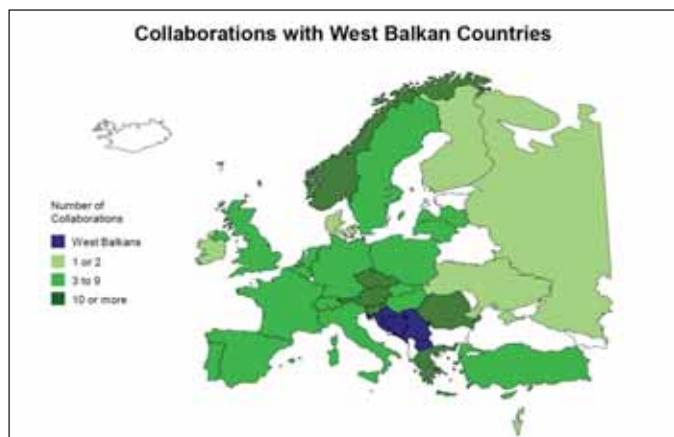 Collaborations with West Balkan Countries
Number of
Collaborations
West Balkans
1 or 2
3 to 9
10 or more